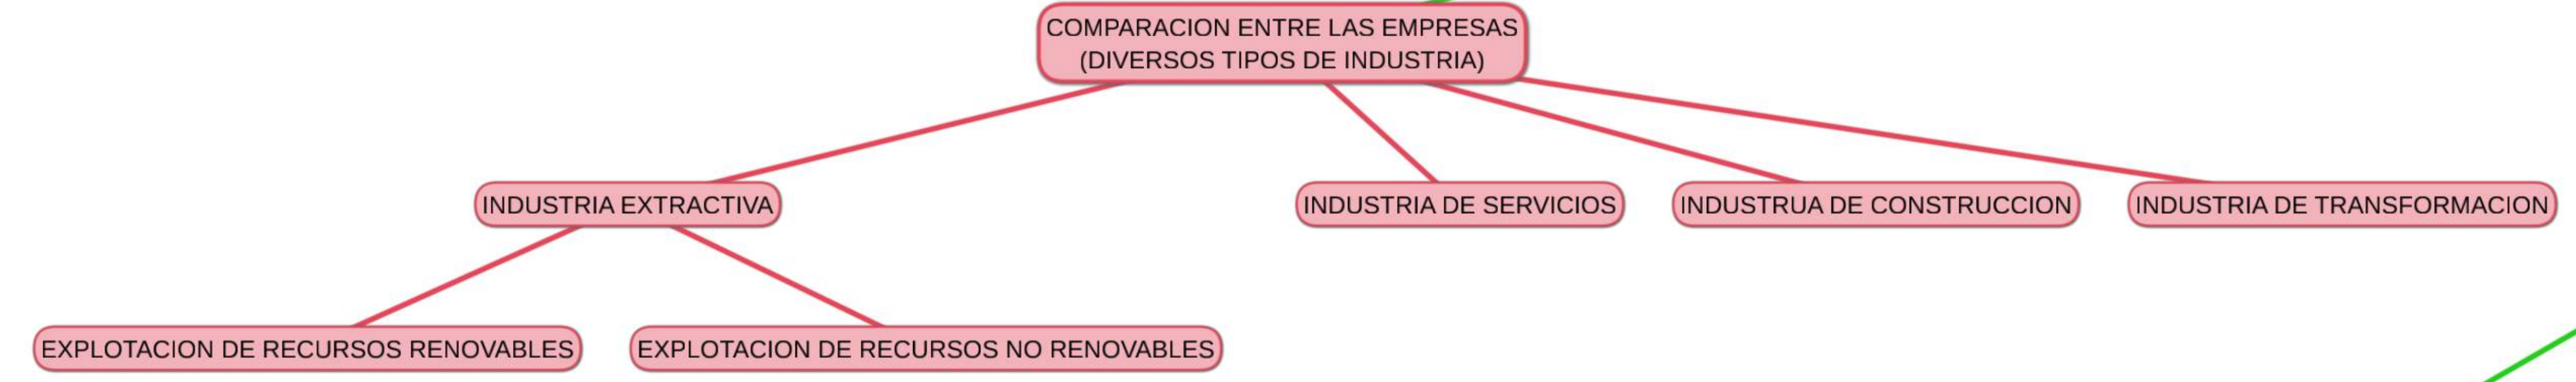 COMPARACION ENTRE LAS EMPRESAS
(DIVERSOS TIPOS DE INDUSTRIA)
INDUSTRIA EXTRACTIVA
INDUSTRIA DE SERVICIOS
INDUSTRUA DE CONSTRUCCION
INDUSTRIA DE TRANSFORMACION
EXPLOTACION DE RECURSOS RENOVABLES
EXPLOTACION DE RECURSOS NO RENOVABLES